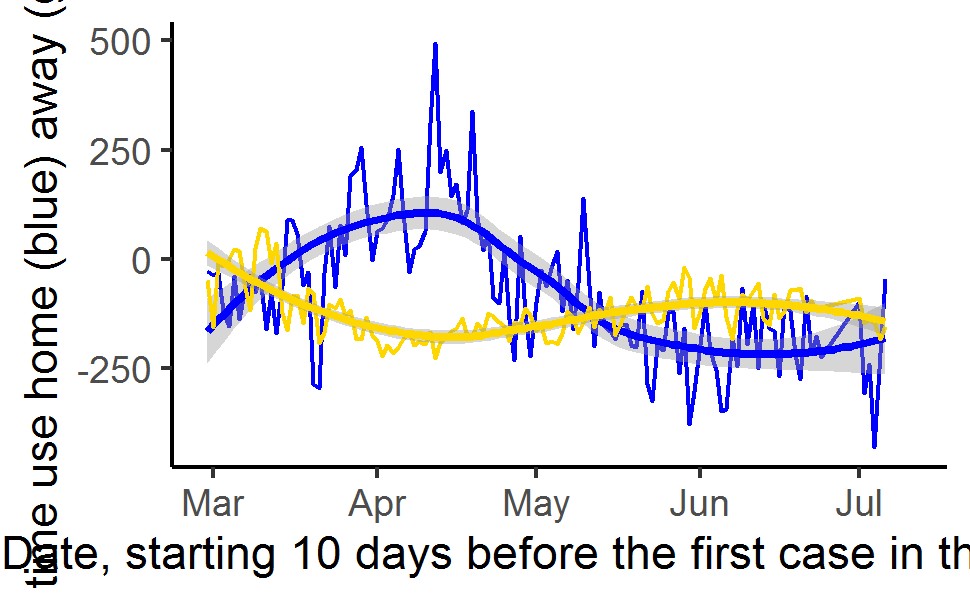 time use home (blue) away (
500
250
0
-250
Mar Apr May Jun Jul
Date, starting 10 days before the first case in th